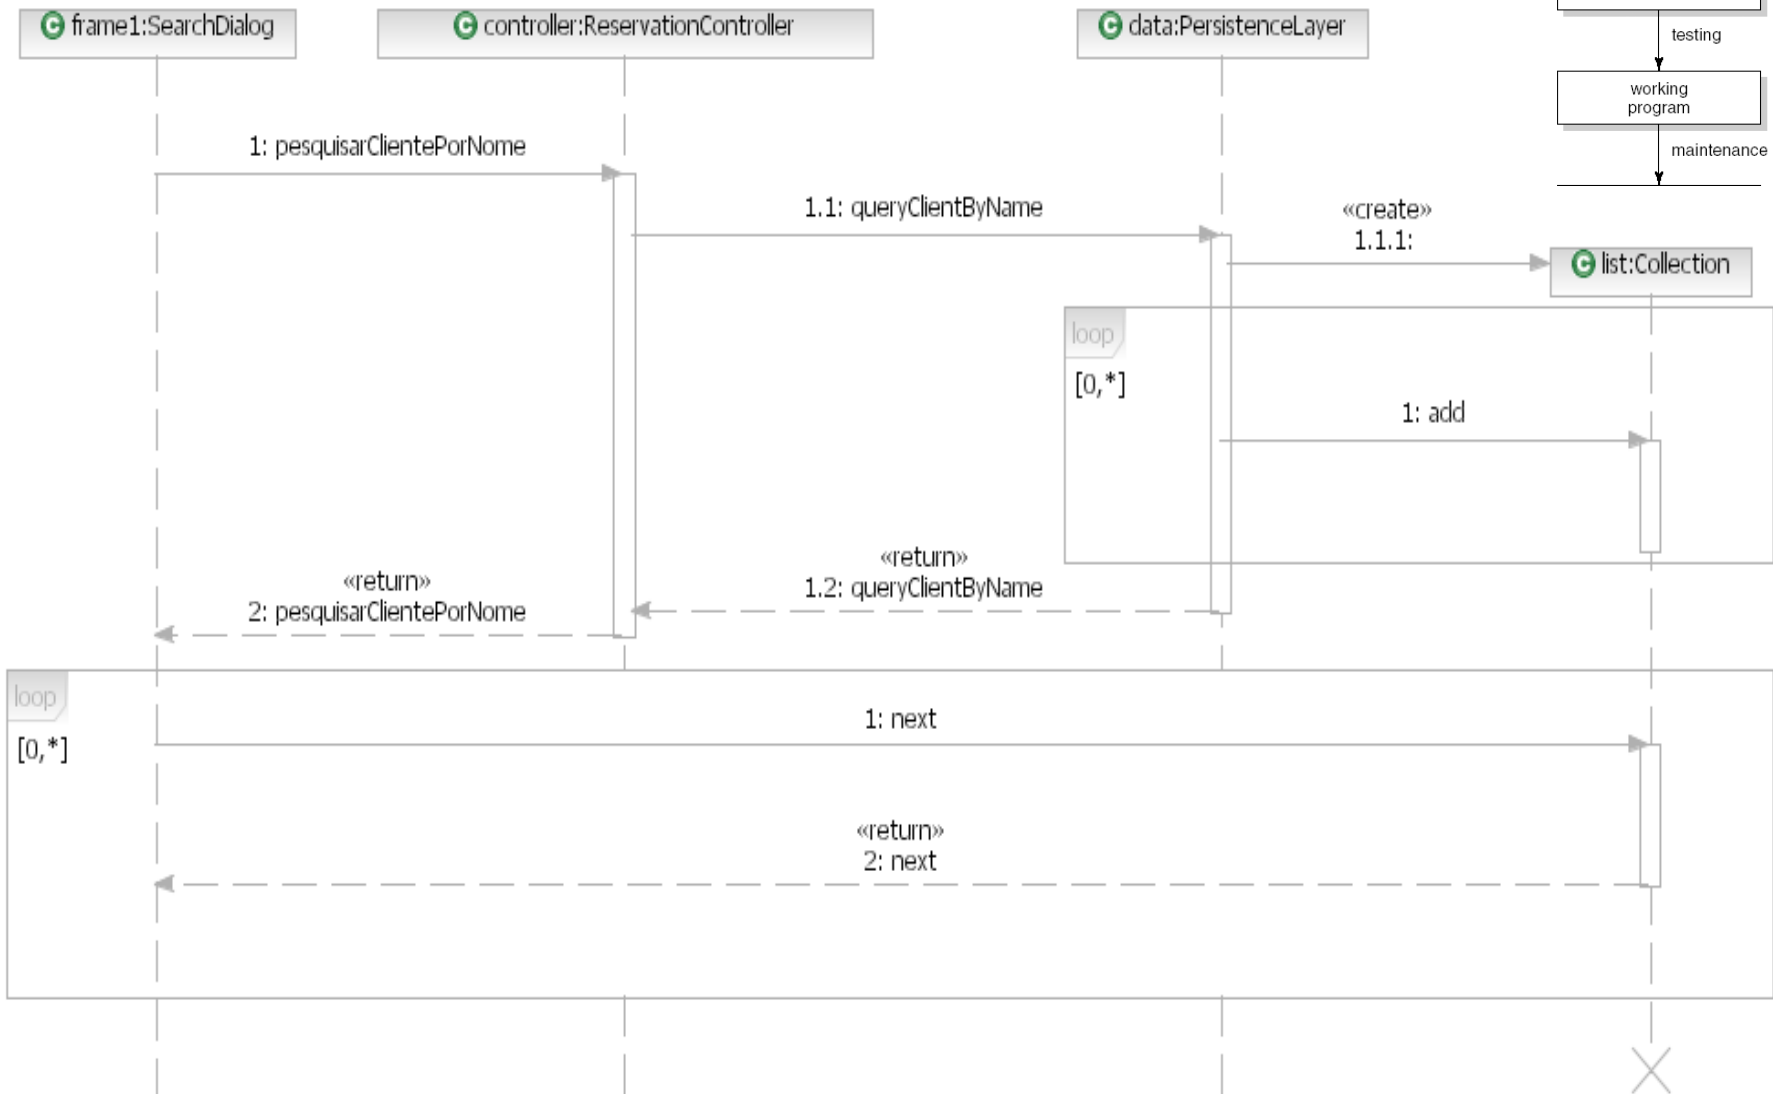 frame1:SearchDialog
controller:ReservationController
data:PersistenceLayer
testing
working
program
maintenance
1: pesquisarClientePorNome
1.1: queryClientByName
«create»
1.1.1:
list:Collection
loop
[0,*]
1: add
«return»
1.2: queryClientByName
«return»
2: pesquisarClientePorNome
loop
[0,*]
1: next
«return»
2: next